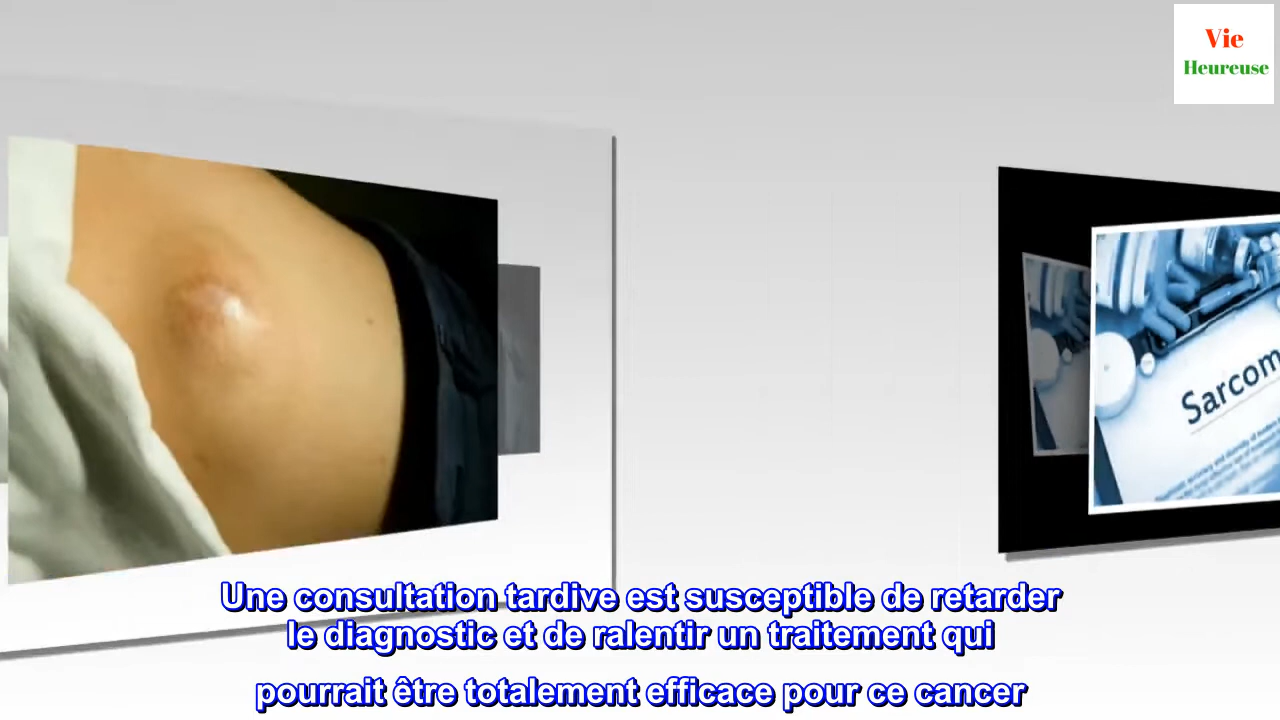 Vie
Heureuse
Sarcom
Une consultation tardive est susceptible de retarder
le diagnostic et de ralentir un traitement qui
pourrait être totalement efficace pour ce cancer